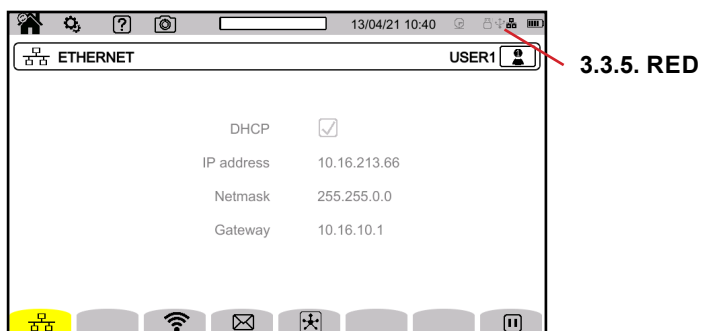 13/04/21 10:40
ETHERNET USER1
3.3.5. RED
DHCP
IP address 10.16.213.66
Netmask 255.255.0.0
Gateway 10.16.10.1